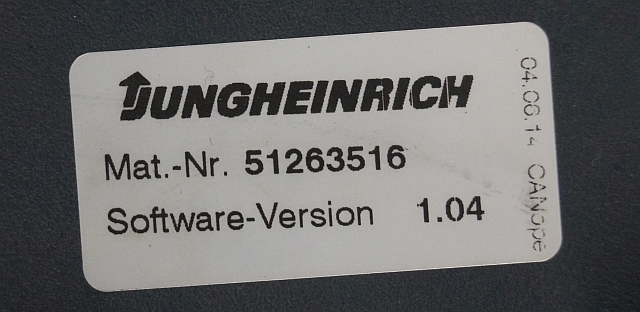 JUNGHEINRICH
Mat.-Nr. 51263516
Software-Version 1.04
04.06.14 CANope